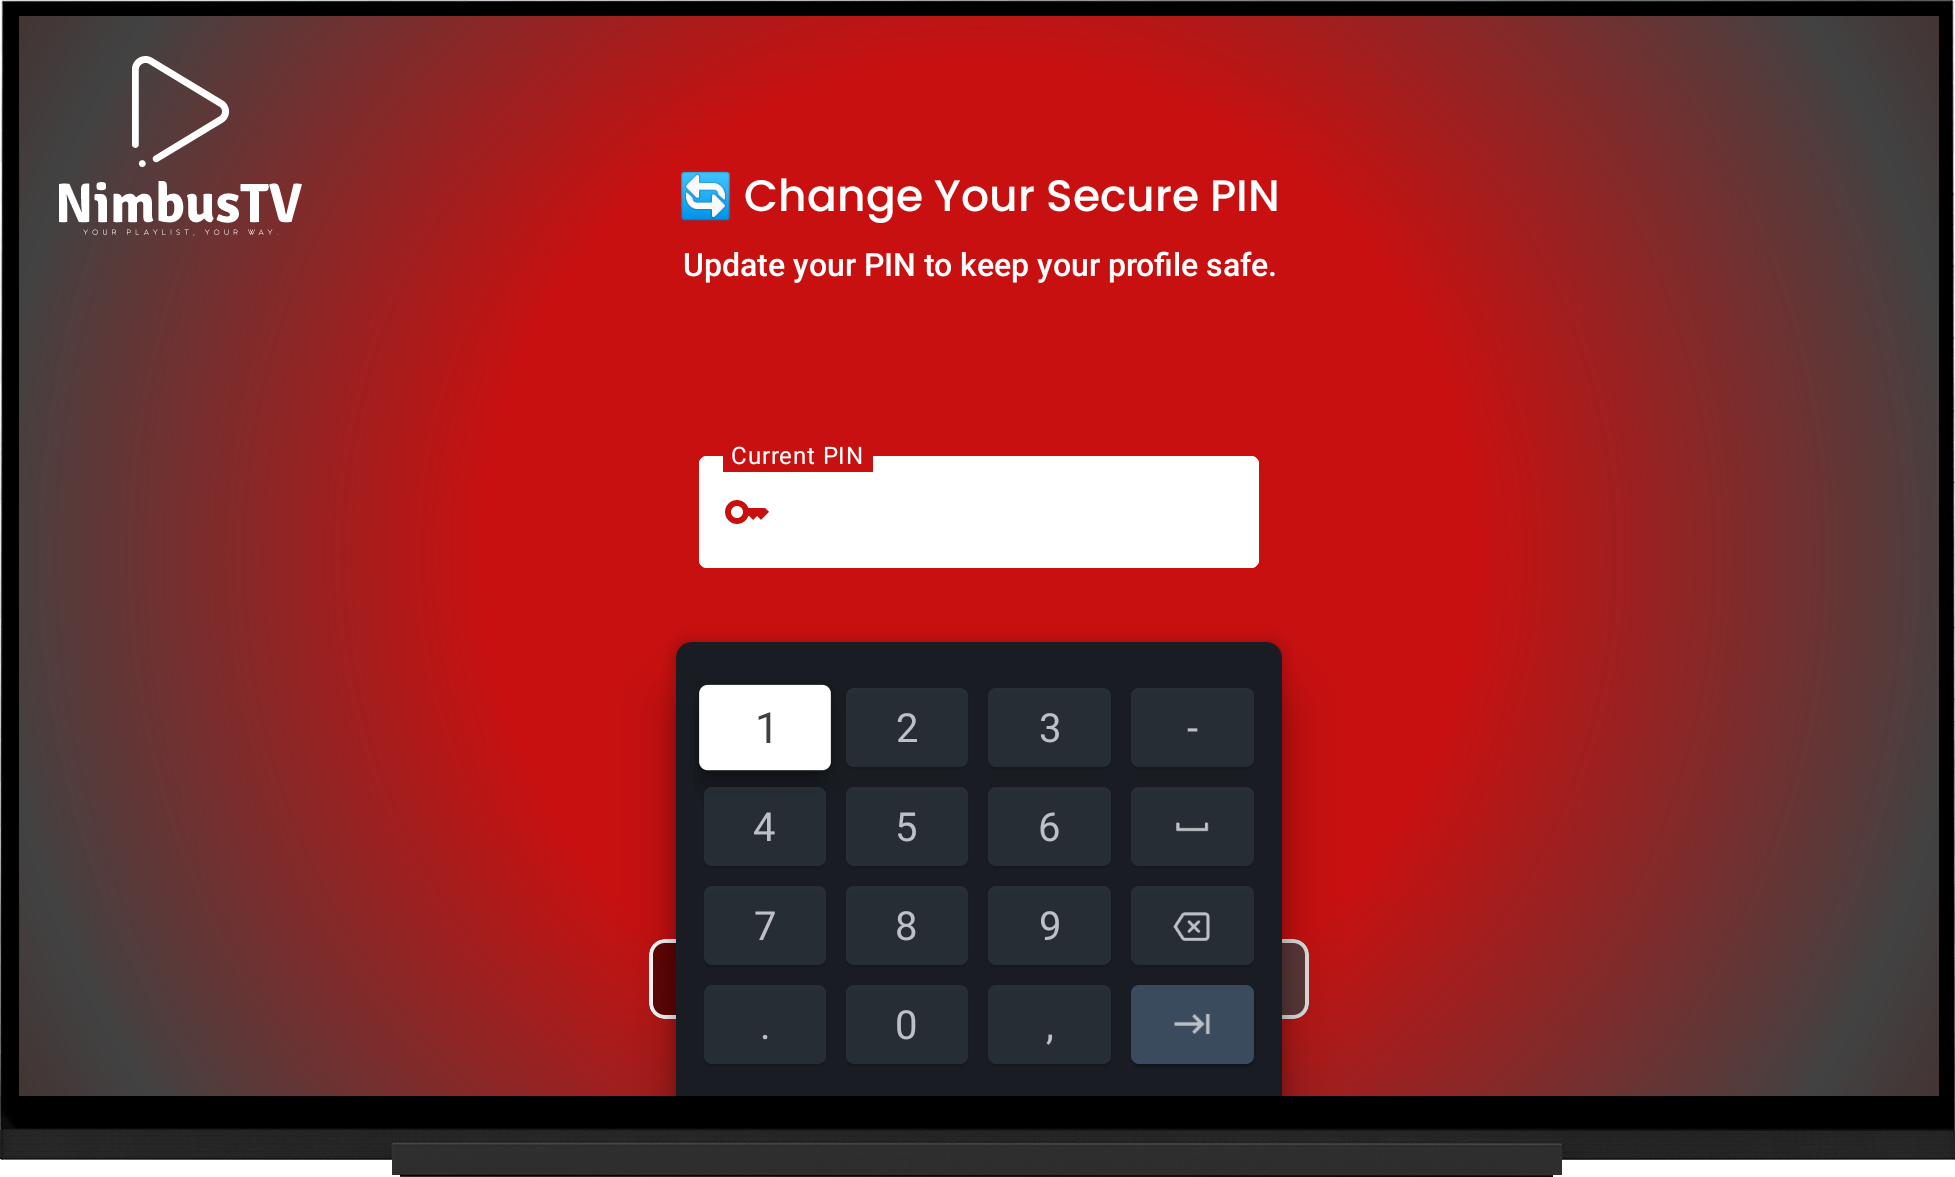 NimbusTV
YOUR PLAYLIST, YOUR WAY.
Change Your Secure PIN
Update your PIN to keep your profile safe.
Current PIN
1 2 3 -
4 5 6
7 8 9
. 0 ,